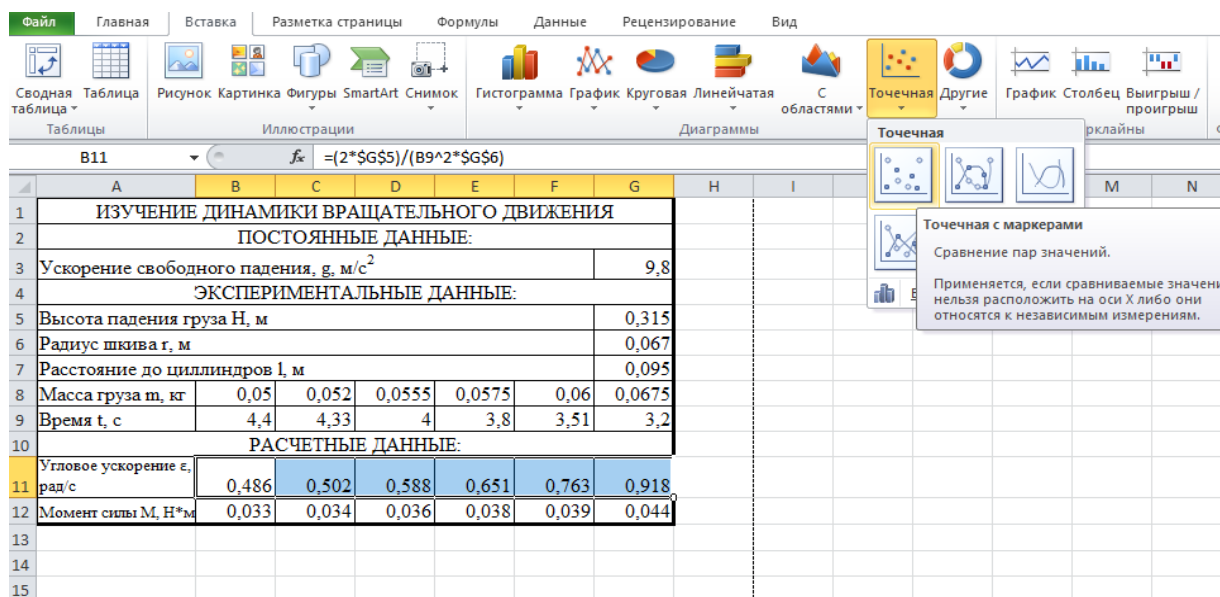 Файл Главная Вставка Разметка страницы Формулы Данные Рецензирование Вид
Сводная таблица Таблица Рисунок Картинка Фигуры SmartArt Снимок Гистограмма График Круговая Линейчатая С областями Точечная Другие График Столбец Выигрыш / проигрыш
Таблицы Иллюстрации Диаграммы рклайны
B11 fx =(2*$G$5)/(B9^2*$G$6)
Точечная
Точечная с маркерами
Сравнение пар значений.
Применяется, если сравниваемые значени
нельзя расположить на оси X либо они
относятся к независимым измерениям.
A B C D E F G H I M N
1 ИЗУЧЕНИЕ ДИНАМИКИ ВРАЩАТЕЛЬНОГО ДВИЖЕНИЯ
2 ПОСТОЯННЫЕ ДАННЫЕ:
3 Ускорение свободного падения, g, м/с² 9,8
4 ЭКСПЕРИМЕНТАЛЬНЫЕ ДАННЫЕ:
5 Высота падения груза H, м 0,315
6 Радиус шкива r, м 0,067
7 Расстояние до циллиндров l, м 0,095
8 Масса груза m, кг 0,05 0,052 0,0555 0,0575 0,06 0,0675
9 Время t, с 4,4 4,33 4 3,8 3,51 3,2
10 РАСЧЕТНЫЕ ДАННЫЕ:
Угловое ускорение ε,
11 рад/с 0,486 0,502 0,588 0,651 0,763 0,918
12 Момент силы M, Н*м 0,033 0,034 0,036 0,038 0,039 0,044
13
14
15